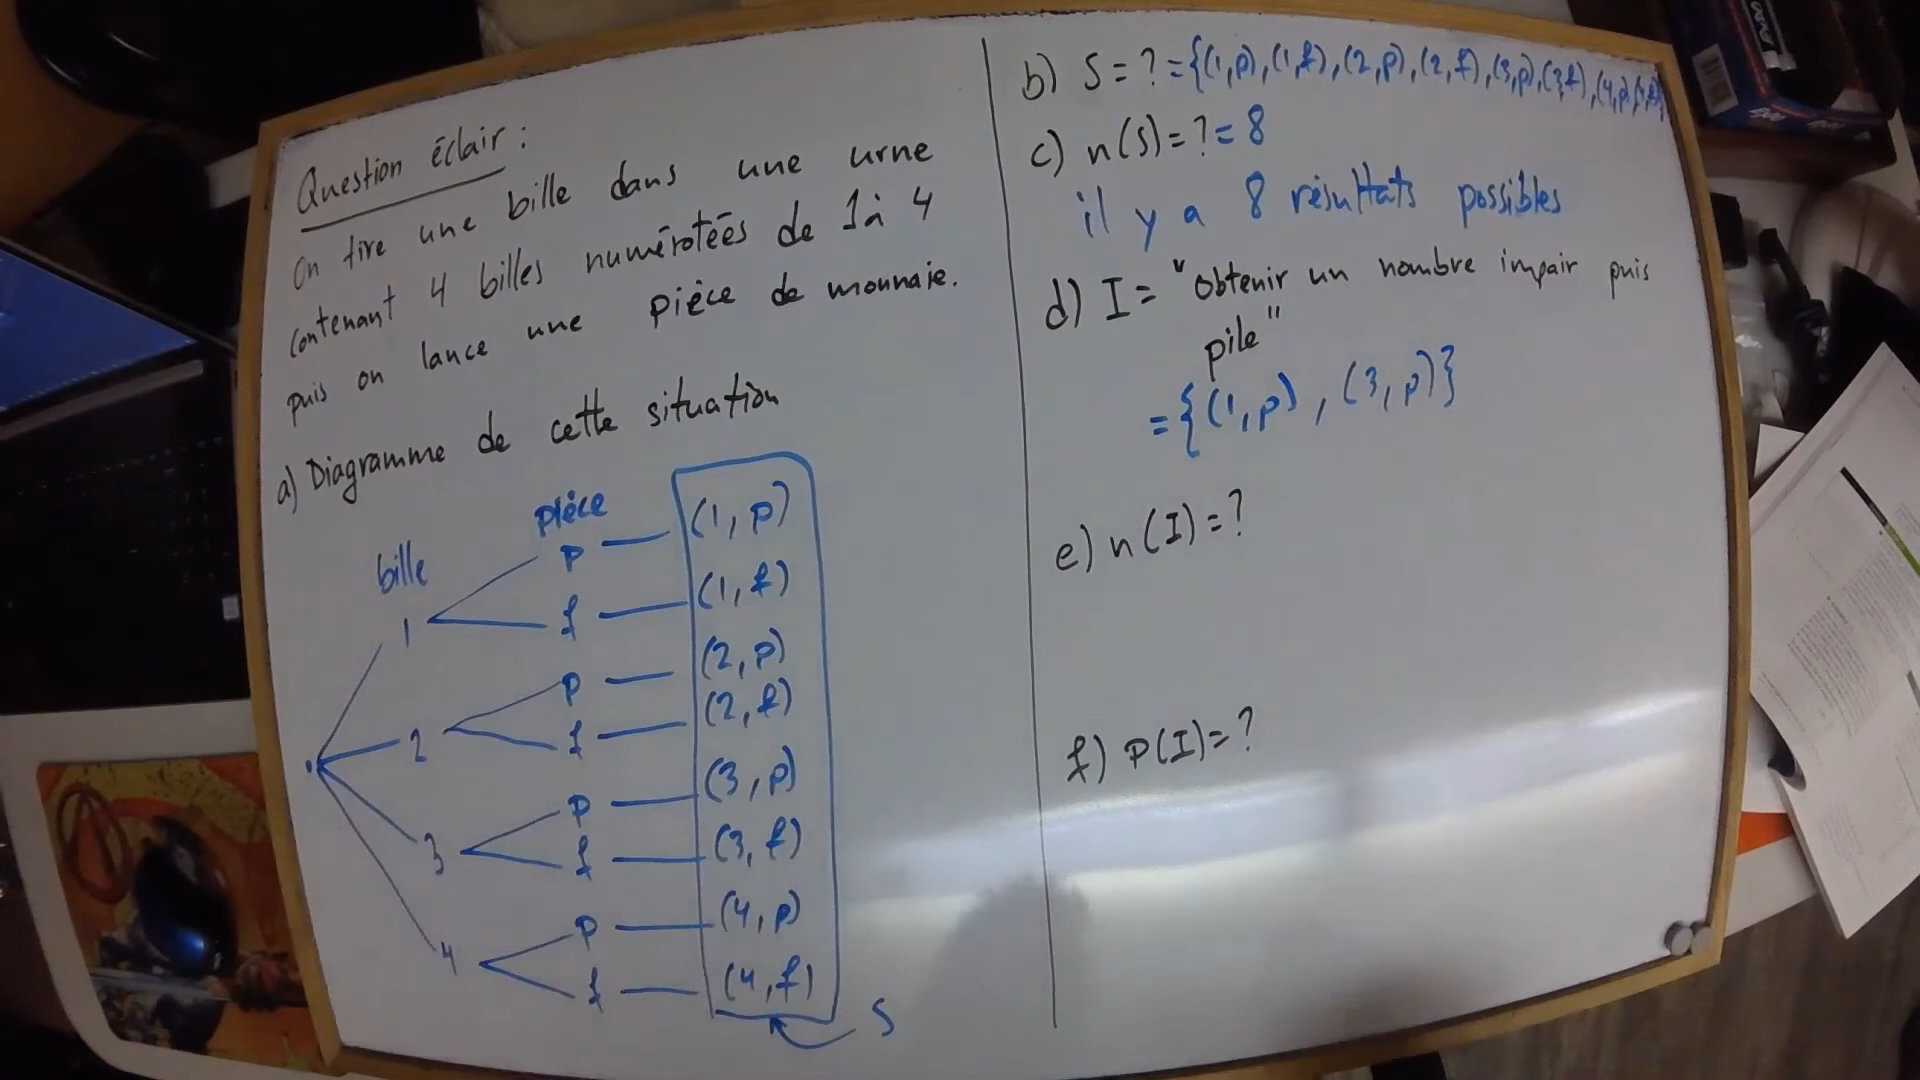 Question éclair :
On tire une bille dans une urne
contenant 4 billes numérotées de 1 à 4
puis on lance une pièce de monnaie.
a) Diagramme de cette situation
bille pièce
1 p (1, p)
f (1, f)
2 p (2, p)
f (2, f)
3 p (3, p)
f (3, f)
4 p (4, p)
f (4, f)
S
b) S = ? = {(1,p), (1,f), (2,p), (2,f), (3,p), (3,f), (4,p), (4,f)}
c) n(S) = ? = 8
il y a 8 résultats possibles
d) I = "obtenir un nombre impair puis
pile"
= {(1,p), (3,p)}
e) n(I) = ?
f) P(I) = ?